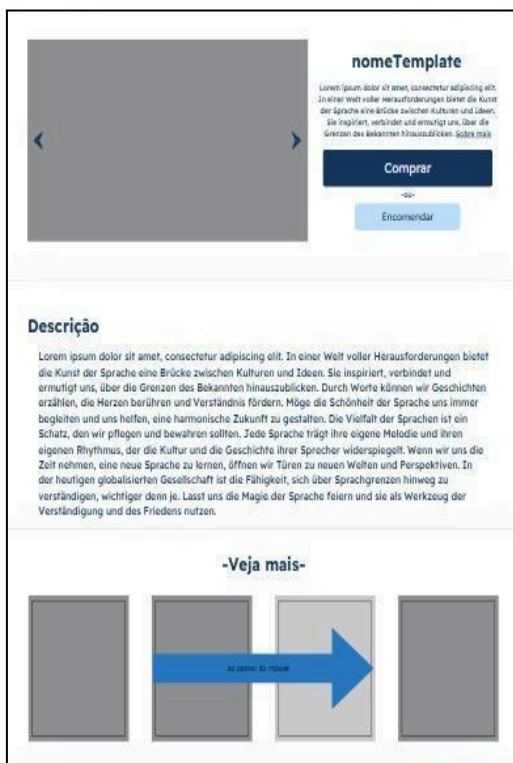 nomeTemplate
Lorem ipsum dolor sit amet, consectetur adipiscing elit.
In einer Welt voller Herausforderungen bietet die Kunst
der Sprache eine Brücke zwischen Kulturen und Ideen.
Sie inspiriert, verbindet und ermutigt uns, über die
Grenzen des Bekannten hinauszublicken. Sobre mais
Comprar
-ou-
Encomendar
Descrição
Lorem ipsum dolor sit amet, consectetur adipiscing elit. In einer Welt voller Herausforderungen bietet
die Kunst der Sprache eine Brücke zwischen Kulturen und Ideen. Sie inspiriert, verbindet und
ermutigt uns, über die Grenzen des Bekannten hinauszublicken. Durch Worte können wir Geschichten
erzählen, die Herzen berühren und Verständnis fördern. Möge die Schönheit der Sprache uns immer
begleiten und uns helfen, eine harmonische Zukunft zu gestalten. Die Vielfalt der Sprachen ist ein
Schatz, den wir pflegen und bewahren sollten. Jede Sprache trägt ihre eigene Melodie und ihren
eigenen Rhythmus, der die Kultur und die Geschichte ihrer Sprecher widerspiegelt. Wenn wir uns die
Zeit nehmen, eine neue Sprache zu lernen, öffnen wir Türen zu neuen Welten und Perspektiven. In
der heutigen globalisierten Gesellschaft ist die Fähigkeit, sich über Sprachgrenzen hinweg zu
verständigen, wichtiger denn je. Lasst uns die Magie der Sprache feiern und sie als Werkzeug der
Verständigung und des Friedens nutzen.
-Veja mais-
ao passar do mouse